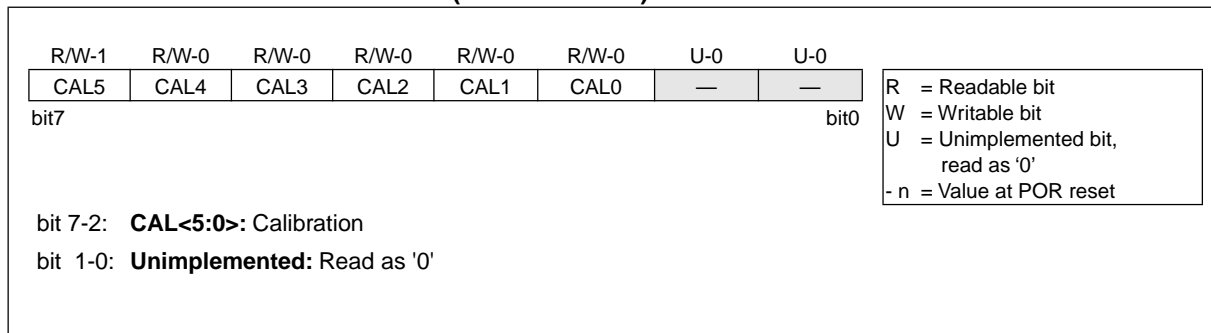 R/W-1 R/W-0 R/W-0 R/W-0 R/W-0 R/W-0 U-0 U-0
CAL5 CAL4 CAL3 CAL2 CAL1 CAL0 — —
bit7 bit0
R = Readable bit
W = Writable bit
U = Unimplemented bit,
read as ‘0’
- n = Value at POR reset
bit 7-2: CAL<5:0>: Calibration
bit 1-0: Unimplemented: Read as '0'